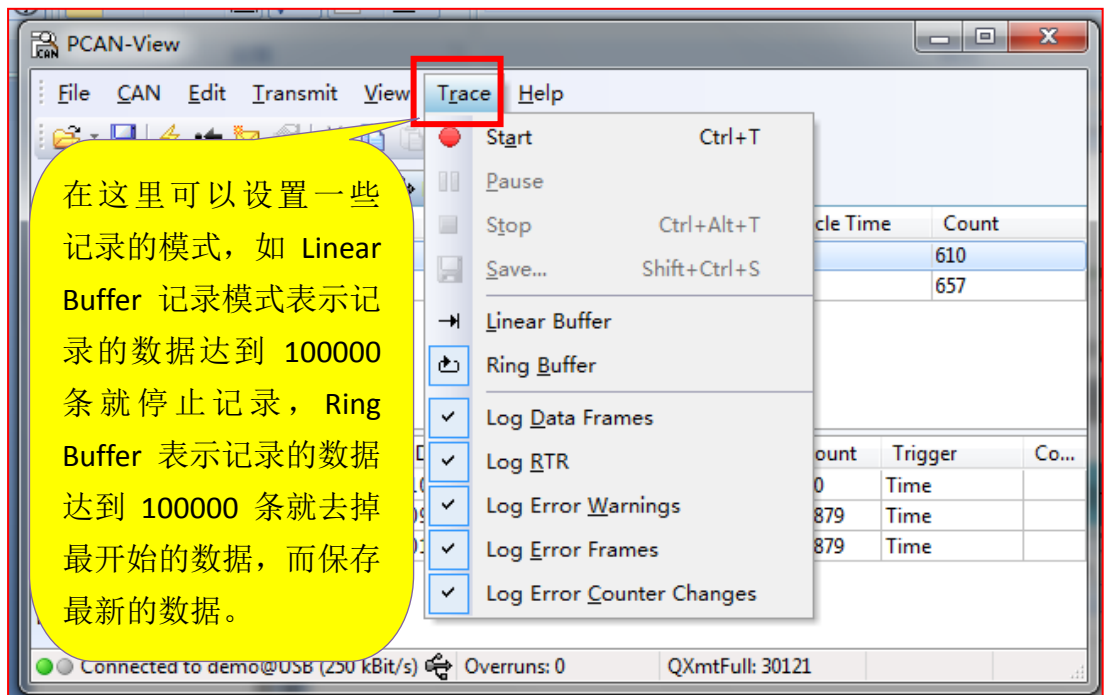 PCAN-View
File CAN Edit Transmit View Trace Help
Start Ctrl+T
Pause
Stop Ctrl+Alt+T
Save... Shift+Ctrl+S
Linear Buffer
Ring Buffer
Log Data Frames
Log RTR
Log Error Warnings
Log Error Frames
Log Error Counter Changes
在这里可以设置一些
记录的模式，如 Linear
Buffer 记录模式表示记
录的数据达到 100000
条就停止记录，Ring
Buffer 表示记录的数据
达到 100000 条就去掉
最开始的数据，而保存
最新的数据。
cle Time Count
610
657
ount Trigger Co...
0 Time
879 Time
879 Time
Connected to demo@USB (250 kBit/s) Overruns: 0 QXmtFull: 30121